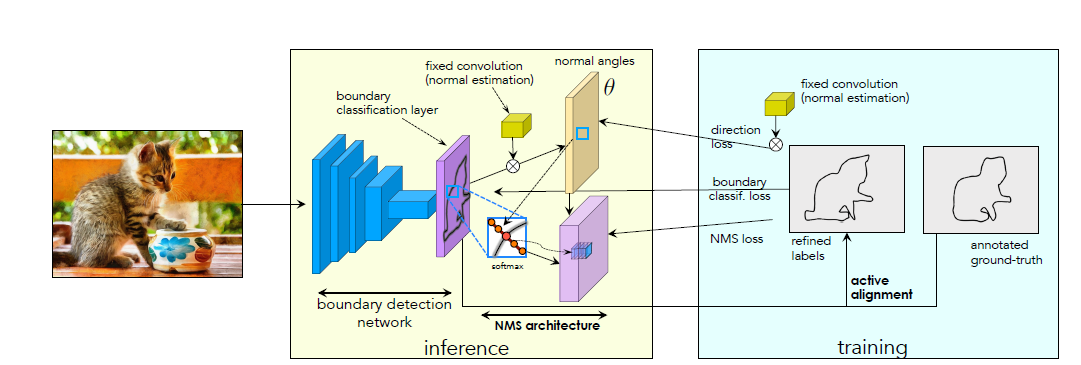 fixed convolution
(normal estimation)
normal angles
θ
boundary
classification layer
softmax
boundary detection
network
NMS architecture
inference
fixed convolution
(normal estimation)
direction
loss
boundary
classif. loss
NMS loss
refined
labels
annotated
ground-truth
active
alignment
training